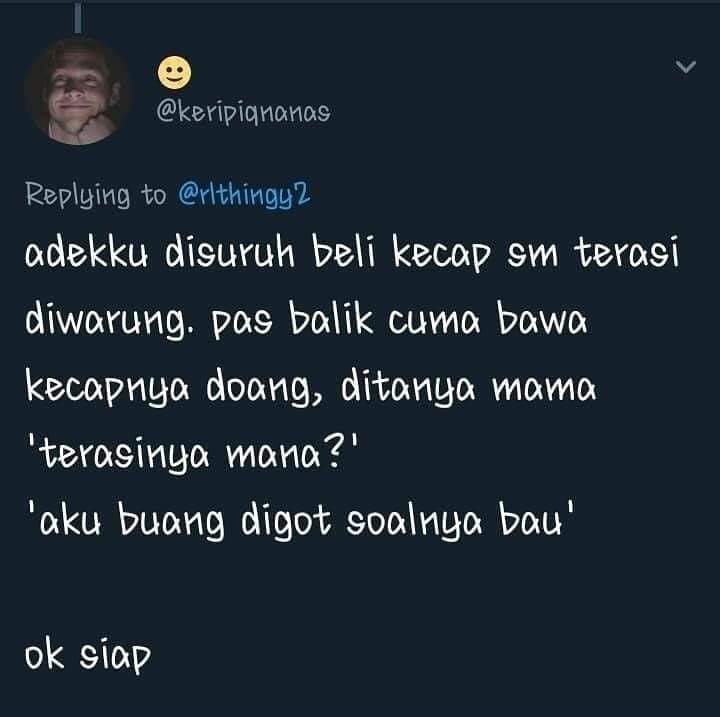 @keripiqnanas
Replying to @rlthingy2
adekku disuruh beli kecap sm terasi
diwarung. pas balik cuma bawa
kecapnya doang, ditanya mama
'terasinya mana?'
'aku buang digot soalnya bau'
ok siap